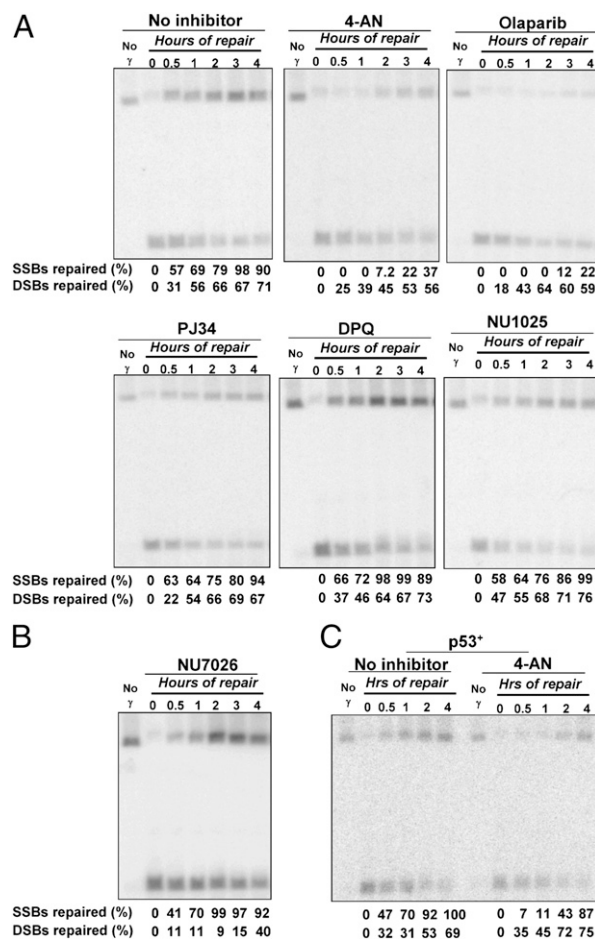 A
No inhibitor 4-AN Olaparib
No γ Hours of repair No γ Hours of repair No γ Hours of repair
0 0.5 1 2 3 4 0 0.5 1 2 3 4 0 0.5 1 2 3 4
SSBs repaired (%) 0 57 69 79 98 90 0 0 0 7.2 22 37 0 0 0 0 12 22
DSBs repaired (%) 0 31 56 66 67 71 0 25 39 45 53 56 0 18 43 64 60 59
PJ34 DPQ NU1025
No γ Hours of repair No γ Hours of repair No γ Hours of repair
0 0.5 1 2 3 4 0 0.5 1 2 3 4 0 0.5 1 2 3 4
SSBs repaired (%) 0 63 64 75 80 94 0 66 72 98 99 89 0 58 64 76 86 99
DSBs repaired (%) 0 22 54 66 69 67 0 37 46 64 67 73 0 47 55 68 71 76
B
NU7026
No γ Hours of repair
0 0.5 1 2 3 4
SSBs repaired (%) 0 41 70 99 97 92
DSBs repaired (%) 0 11 11 9 15 40
C
p53+
No inhibitor 4-AN
No γ Hrs of repair No γ Hrs of repair
0 0.5 1 2 4 0 0.5 1 2 4
0 47 70 92 100 0 7 11 43 87
0 32 31 53 69 0 35 45 72 75